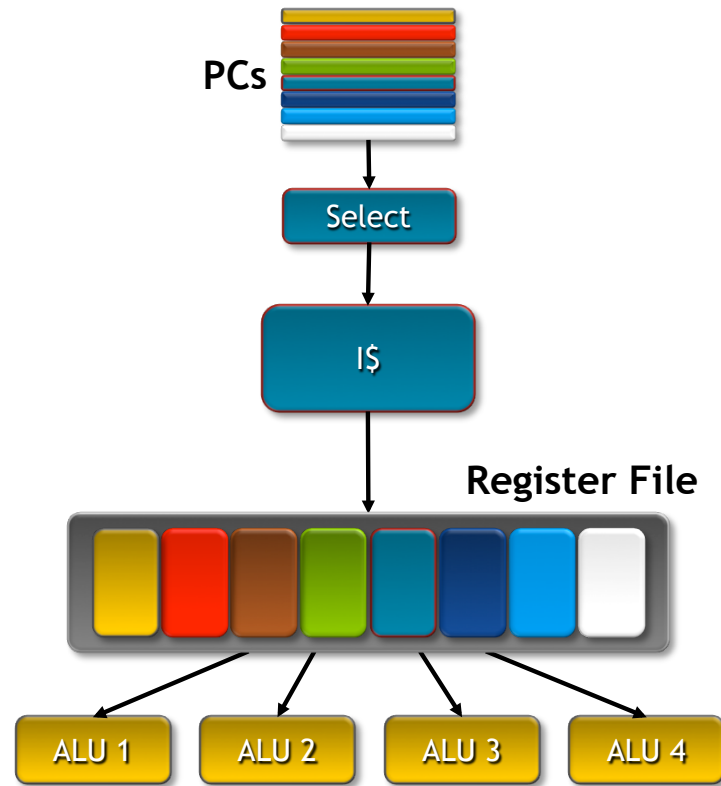 PCs
Select
I$
Register File
ALU 1
ALU 2
ALU 3
ALU 4